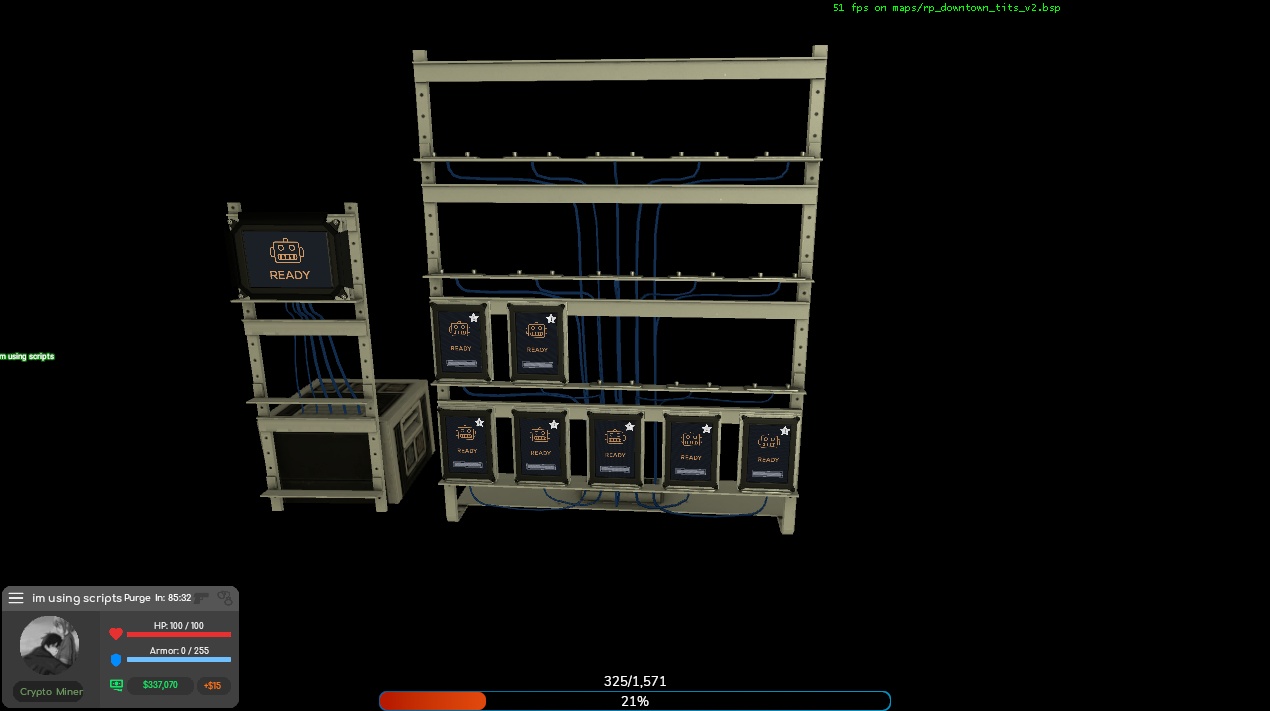 51 fps on maps/rp_downtown_tits_v2.bsp
READY
READY
READY
m using scripts
READY
READY
READY
READY
READY
im using scripts Purge In: 85:32
HP: 100 / 100
Armor: 0 / 255
$337,070
+$15
Crypto Miner
325/1,571
21%